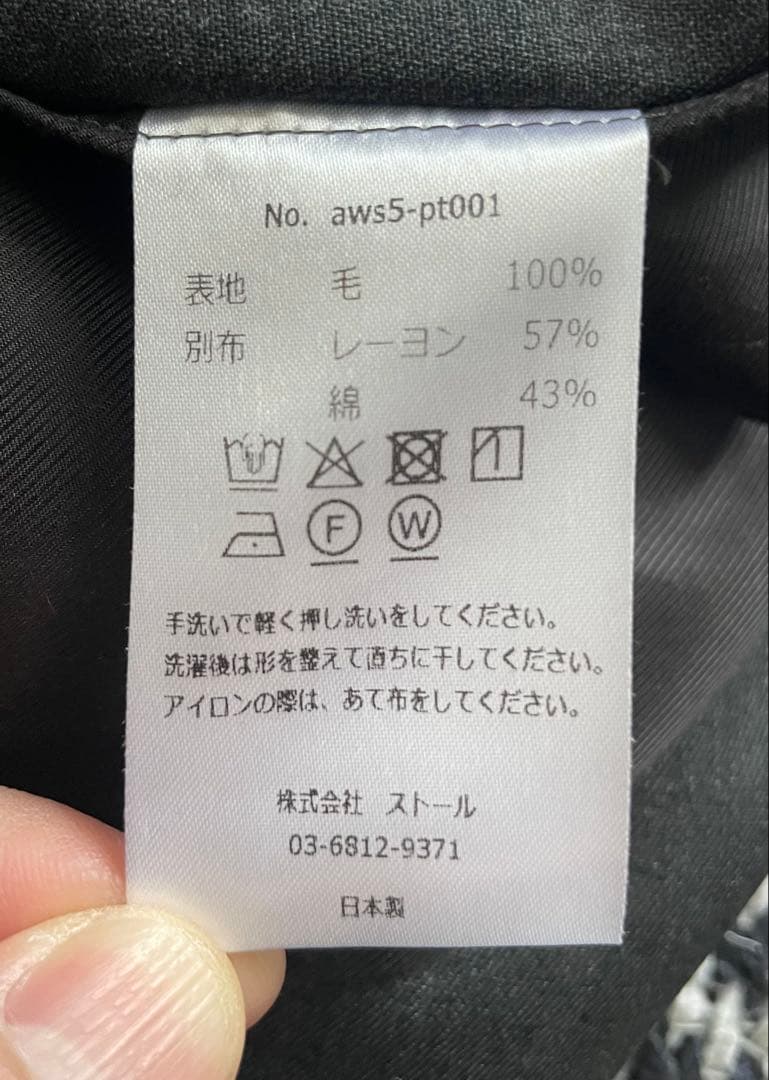 No. aws5-pt001
表地 毛 100%
別布 レーヨン 57%
綿 43%
F W
手洗いで軽く押し洗いをしてください。
洗濯後は形を整えて直ちに干してください。
アイロンの際は、あて布をしてください。
株式会社 ストール
03-6812-9371
日本製